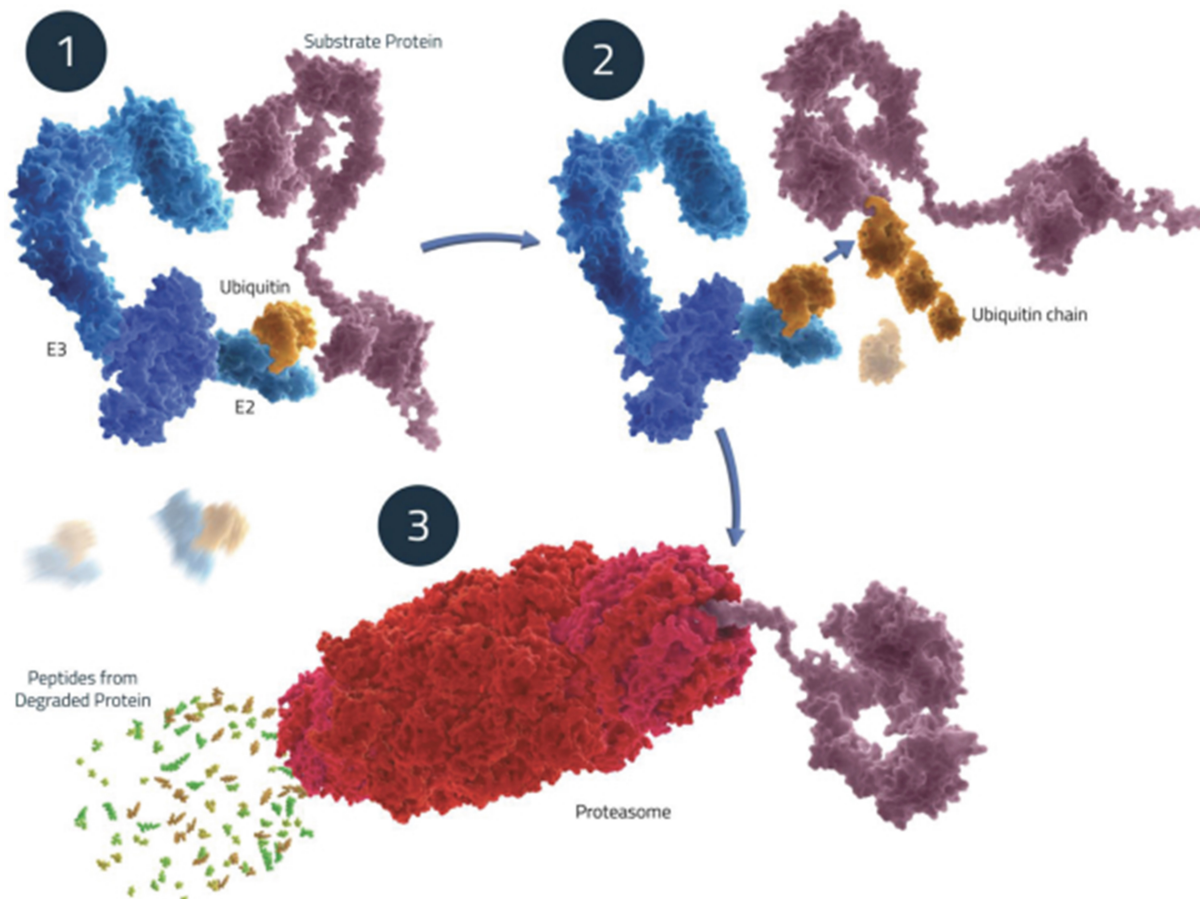 1
Substrate Protein
Ubiquitin
E3
E2
2
Ubiquitin chain
3
Peptides from
Degraded Protein
Proteasome